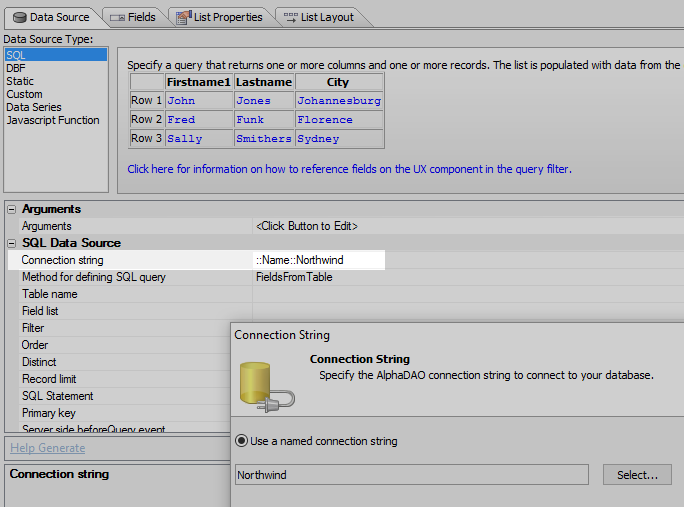 Data Source Fields List Properties List Layout
Data Source Type:
SQL
DBF
Static
Custom
Data Series
Javascript Function
Specify a query that returns one or more columns and one or more records. The list is populated with data from the
Firstname1 Lastname City
Row 1 John Jones Johannesburg
Row 2 Fred Funk Florence
Row 3 Sally Smithers Sydney
Click here for information on how to reference fields on the UX component in the query filter.
Arguments
Arguments <Click Button to Edit>
SQL Data Source
Connection string ::Name::Northwind
Method for defining SQL query FieldsFromTable
Table name
Field list
Filter
Order
Distinct
Record limit
SQL Statement
Primary key
Server side beforeQuery event
Help Generate
Connection string
Connection String
Connection String
Specify the AlphaDAO connection string to connect to your database.
Use a named connection string
Northwind Select...